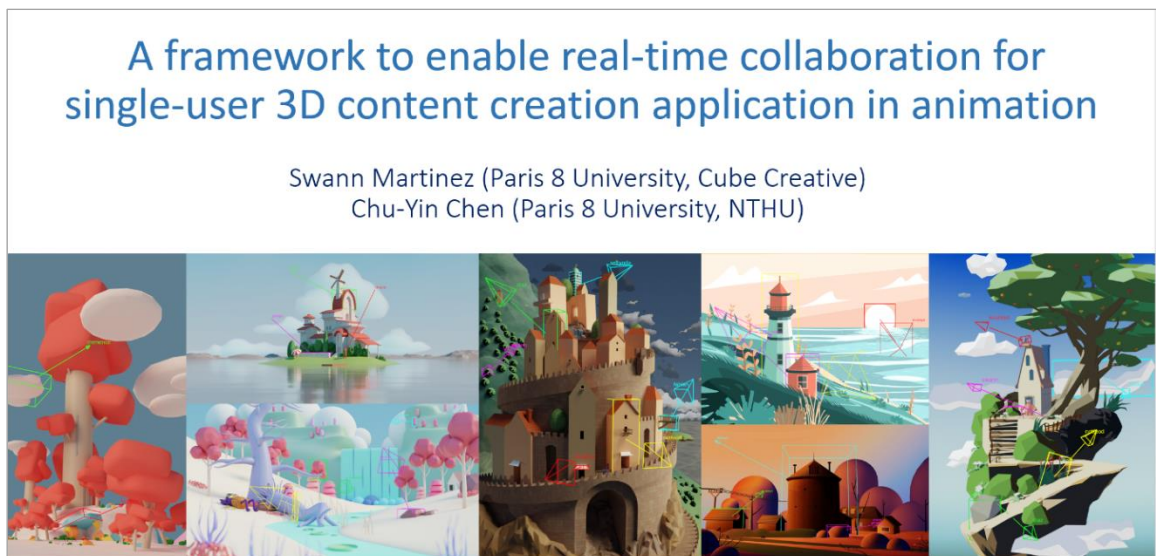 A framework to enable real-time collaboration for
single-user 3D content creation application in animation
Swann Martinez (Paris 8 University, Cube Creative)
Chu-Yin Chen (Paris 8 University, NTHU)